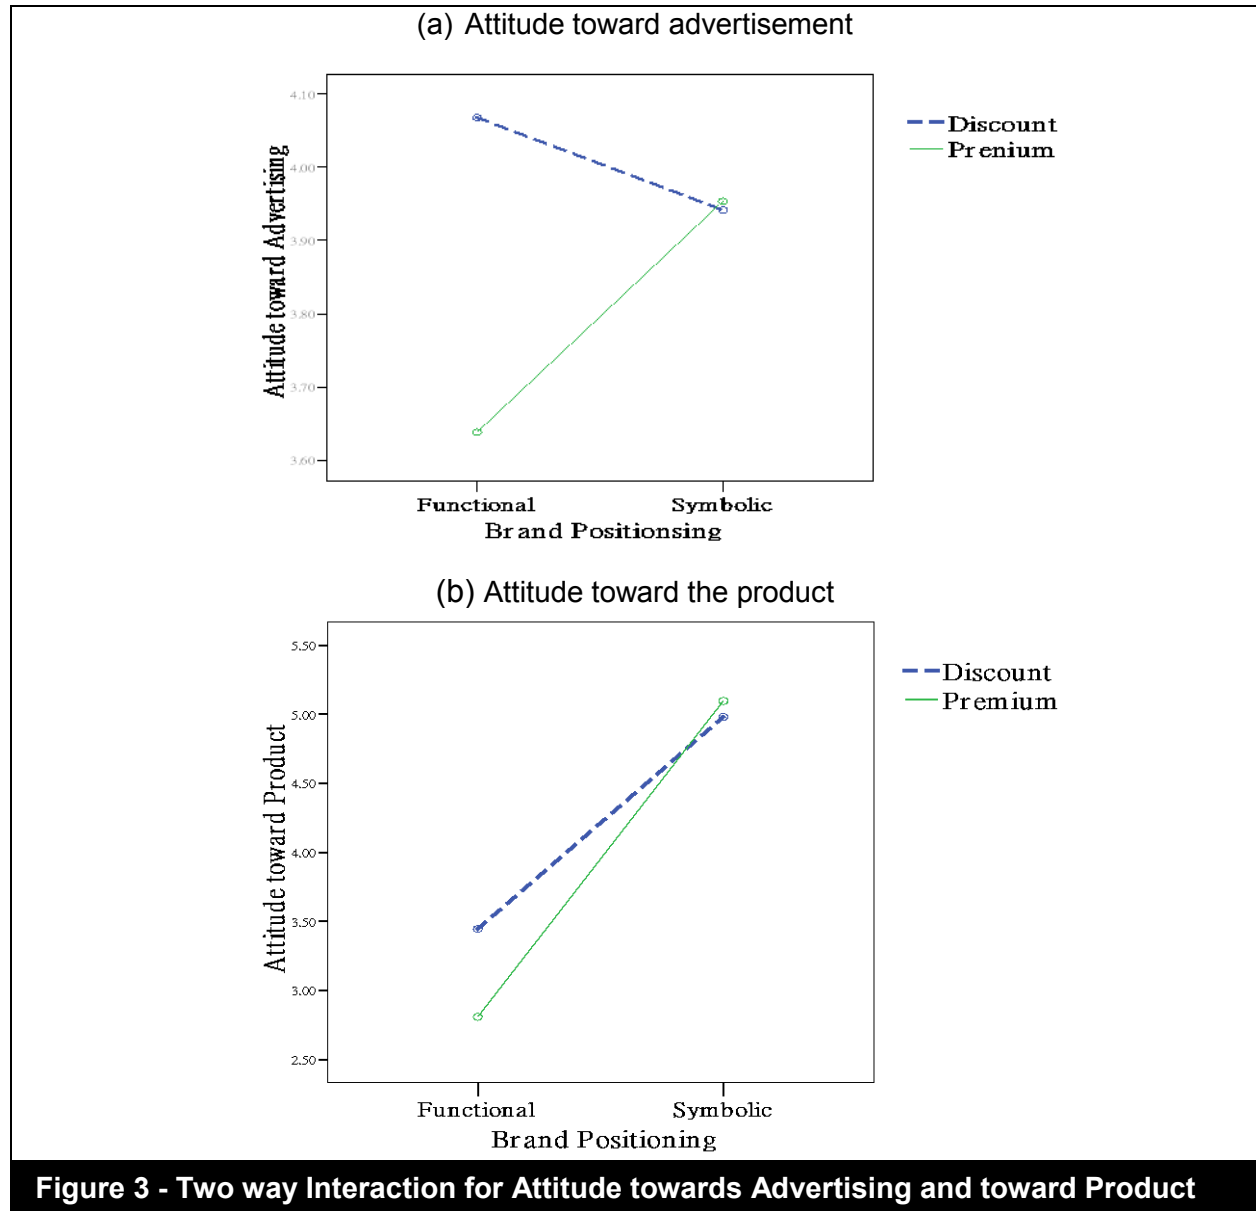 (a) Attitude toward advertisement
4.10
4.00
3.90
3.80
3.70
3.60
Attitude toward Advertising
Discount
Prenium
Functional Symbolic
Brand Positionsing
(b) Attitude toward the product
5.50
5.00
4.50
4.00
3.50
3.00
2.50
Attitude toward Product
Discount
Premium
Functional Symbolic
Brand Positioning
Figure 3 - Two way Interaction for Attitude towards Advertising and toward Product